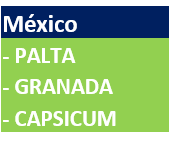 México
- PALTA
- GRANADA
- CAPSICUM